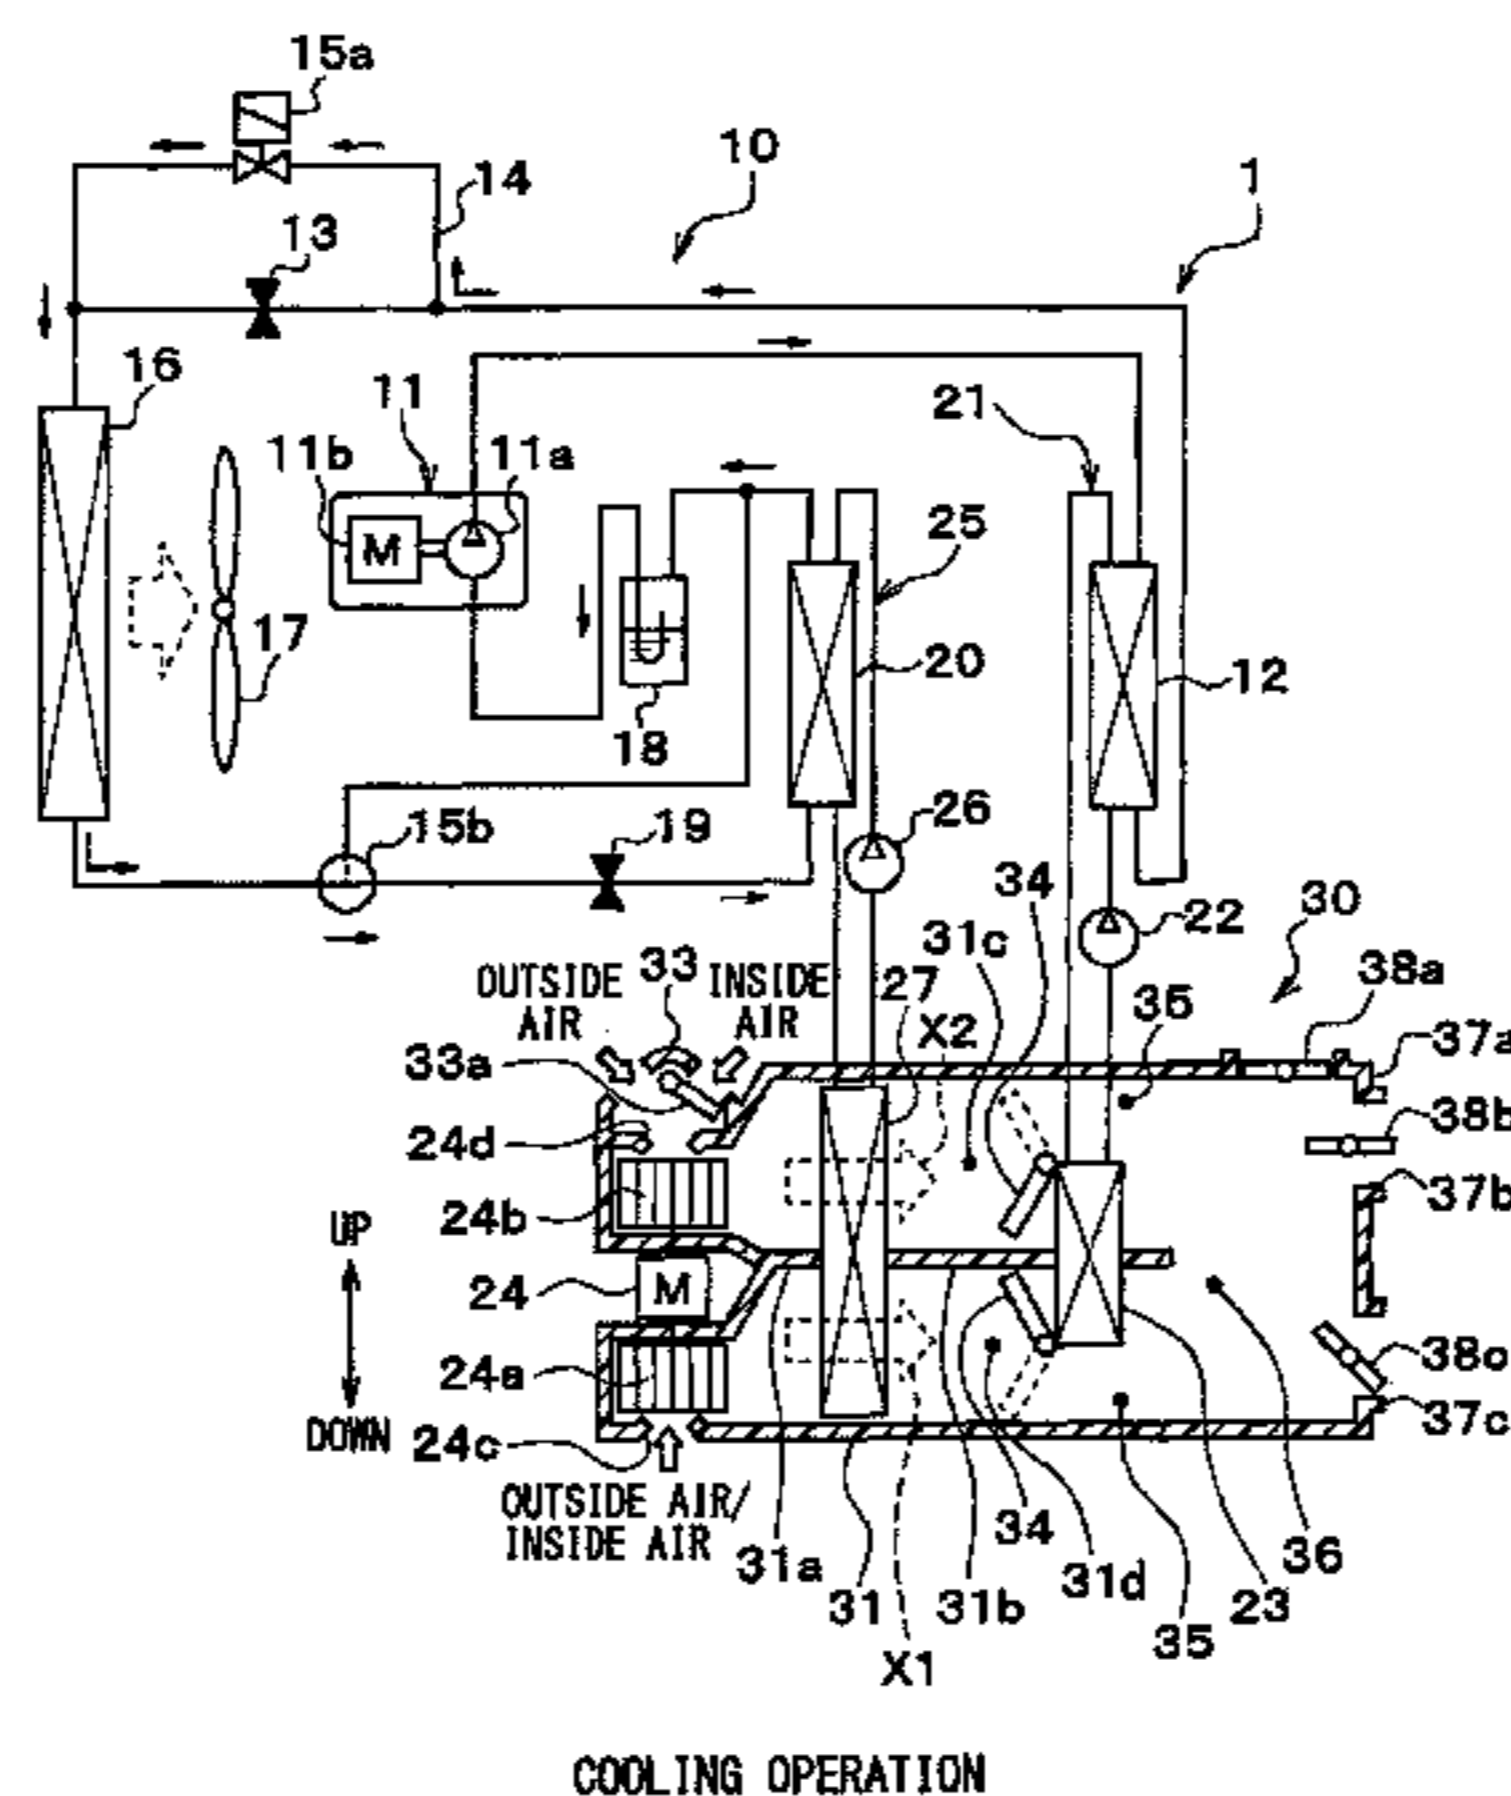 15a
10
1
14
13
16
11
21
11b
11a
25
17
20
12
18
M
15b
19
26
34
22
30
31c
OUTSIDE AIR
33
INSIDE AIR
27
38a
35
X2
37a
33a
38b
24d
24b
37b
UP
24
M
38c
24a
DOWN
24c
37c
OUTSIDE AIR/
INSIDE AIR
34
36
31a
31
31b
31d
23
35
X1
COOLING OPERATION